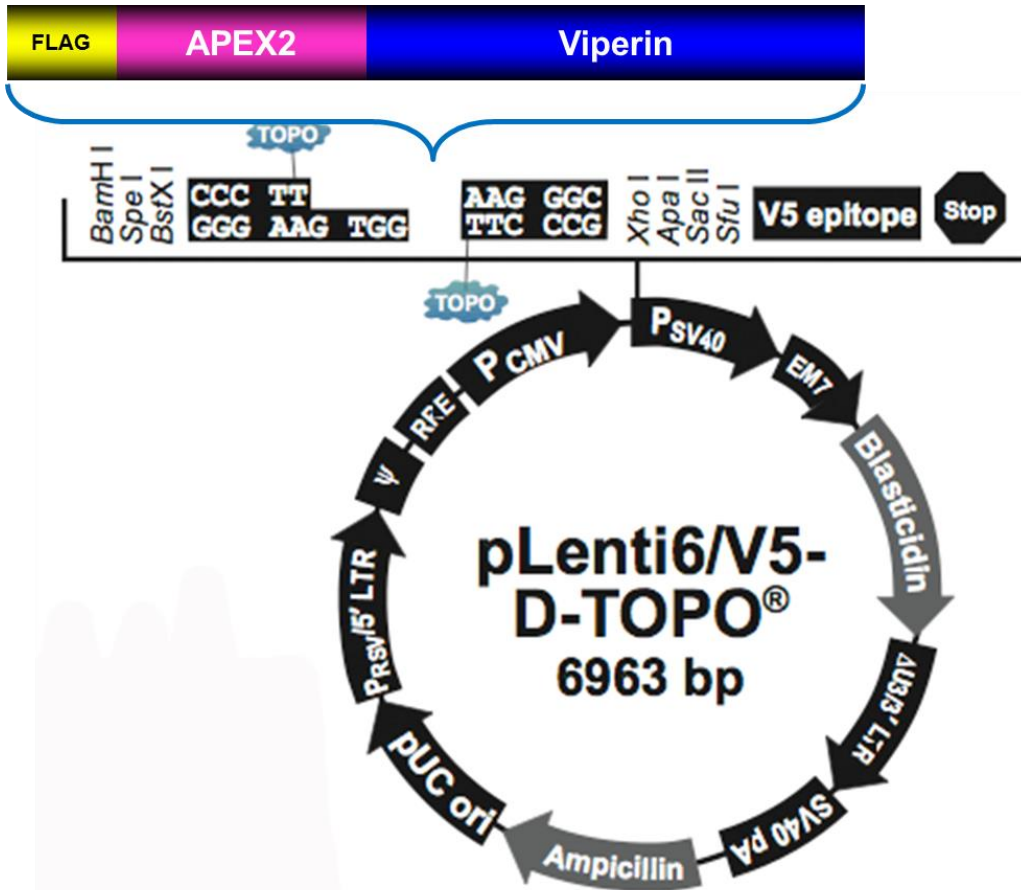 FLAG APEX2 Viperin
TOPO
BamH I
Spe I
BstX I
CCC TT
GGG AAG TGG
AAG GGC
TTC CCG
TOPO
Xho I
Apa I
Sac II
Sfu I
V5 epitope
Stop
PCMV
PSV40
EM7
Blasticidin
ΔU3/3' LTR
SV40 pA
Ampicillin
pUC ori
PRSV/5' LTR
Ψ
RRE
pLenti6/V5-
D-TOPO®
6963 bp